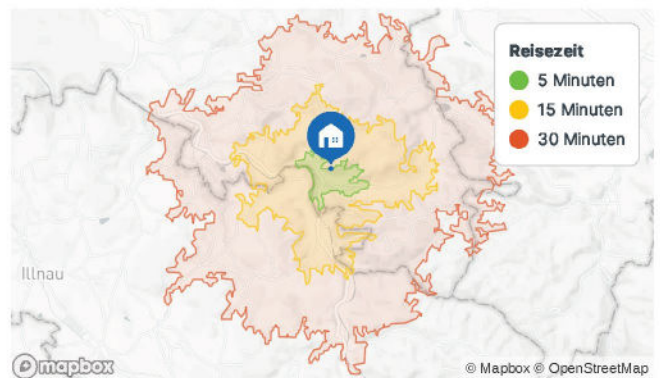 Reisezeit
5 Minuten
15 Minuten
30 Minuten
Illnau
mapbox
© Mapbox © OpenStreetMap